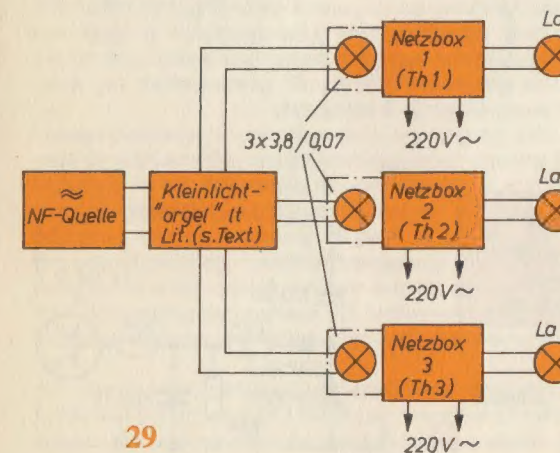 La
Netzbox
1
(Th1)
220V~
3x3,8/0,07
≈
NF-Quelle
Kleinlicht-
"orgel" lt
Lit.(s.Text)
La
Netzbox
2
(Th2)
220V~
La
Netzbox
3
(Th3)
220V~
29